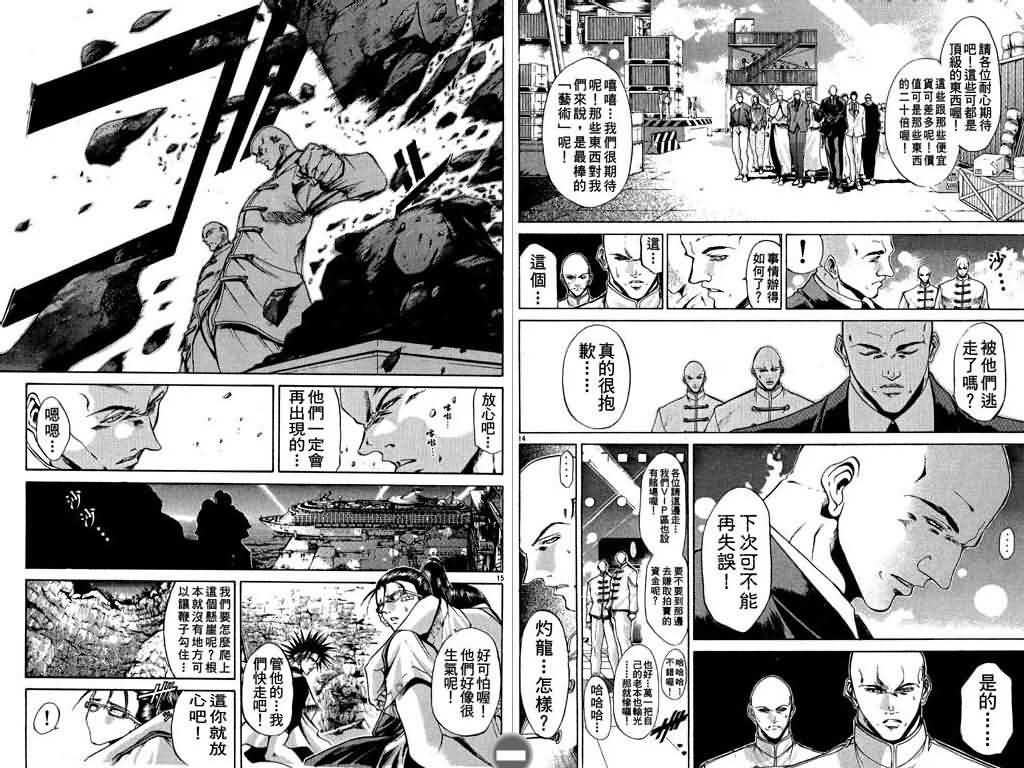 請各位耐心期待
吧！這些可都是
頂級的東西喔！
這些跟那些便宜
貨可差多呢！價
值可是那些東西
的二十倍喔！
嘻嘻…我們很期待
呢！那些東西對我
們來說，是最棒的
「藝術」呢！
沙…
！
事情辦得
如何了？
這…
這個…
被他們逃
走了嗎？
真的很抱
歉……
14
…
下次可不能
再失誤！
是的……
各位請這邊走…
我們VIP區也設
有賭場喔！
要不要到那邊
去賺取拍賣的
資金呢？
哈哈哈…
不錯喔！
也好…萬一把自
己的老本也輸光
…那就慘囉！
哈哈…
…
灼龍…怎樣？
放心吧…
他們一定會
再出現的…
嗯嗯…
沙…
沙…
15
好可怕喔！
他們好像很
生氣呢！
管他的…我
們快走吧！
我們要怎麼爬上
這個懸崖呢？根
本就沒有地方可
以讓鞭子勾住…
這你就放
心吧！
！